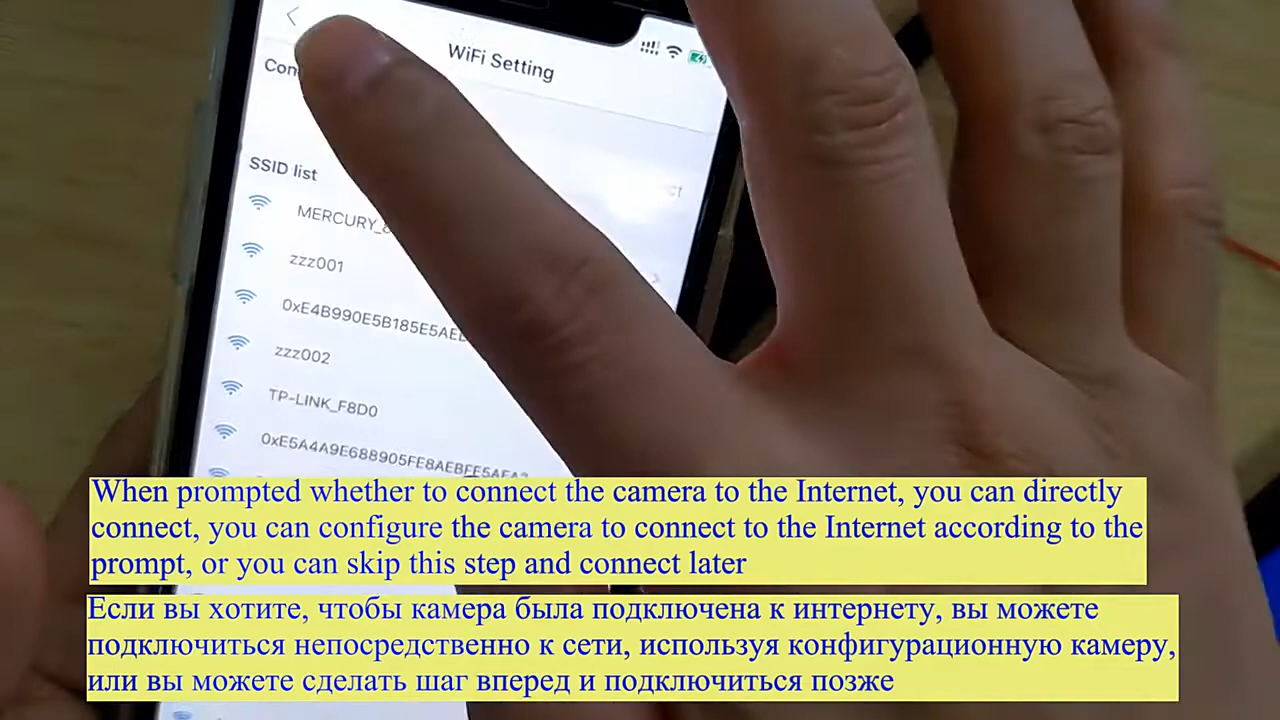 WiFi Setting
SSID list
zzz001
zzz002
TP-LINK_F8D0
When prompted whether to connect the camera to the Internet, you can directly
connect, you can configure the camera to connect to the Internet according to the
prompt, or you can skip this step and connect later
Если вы хотите, чтобы камера была подключена к интернету, вы можете
подключиться непосредственно к сети, используя конфигурационную камеру,
или вы можете сделать шаг вперед и подключиться позже